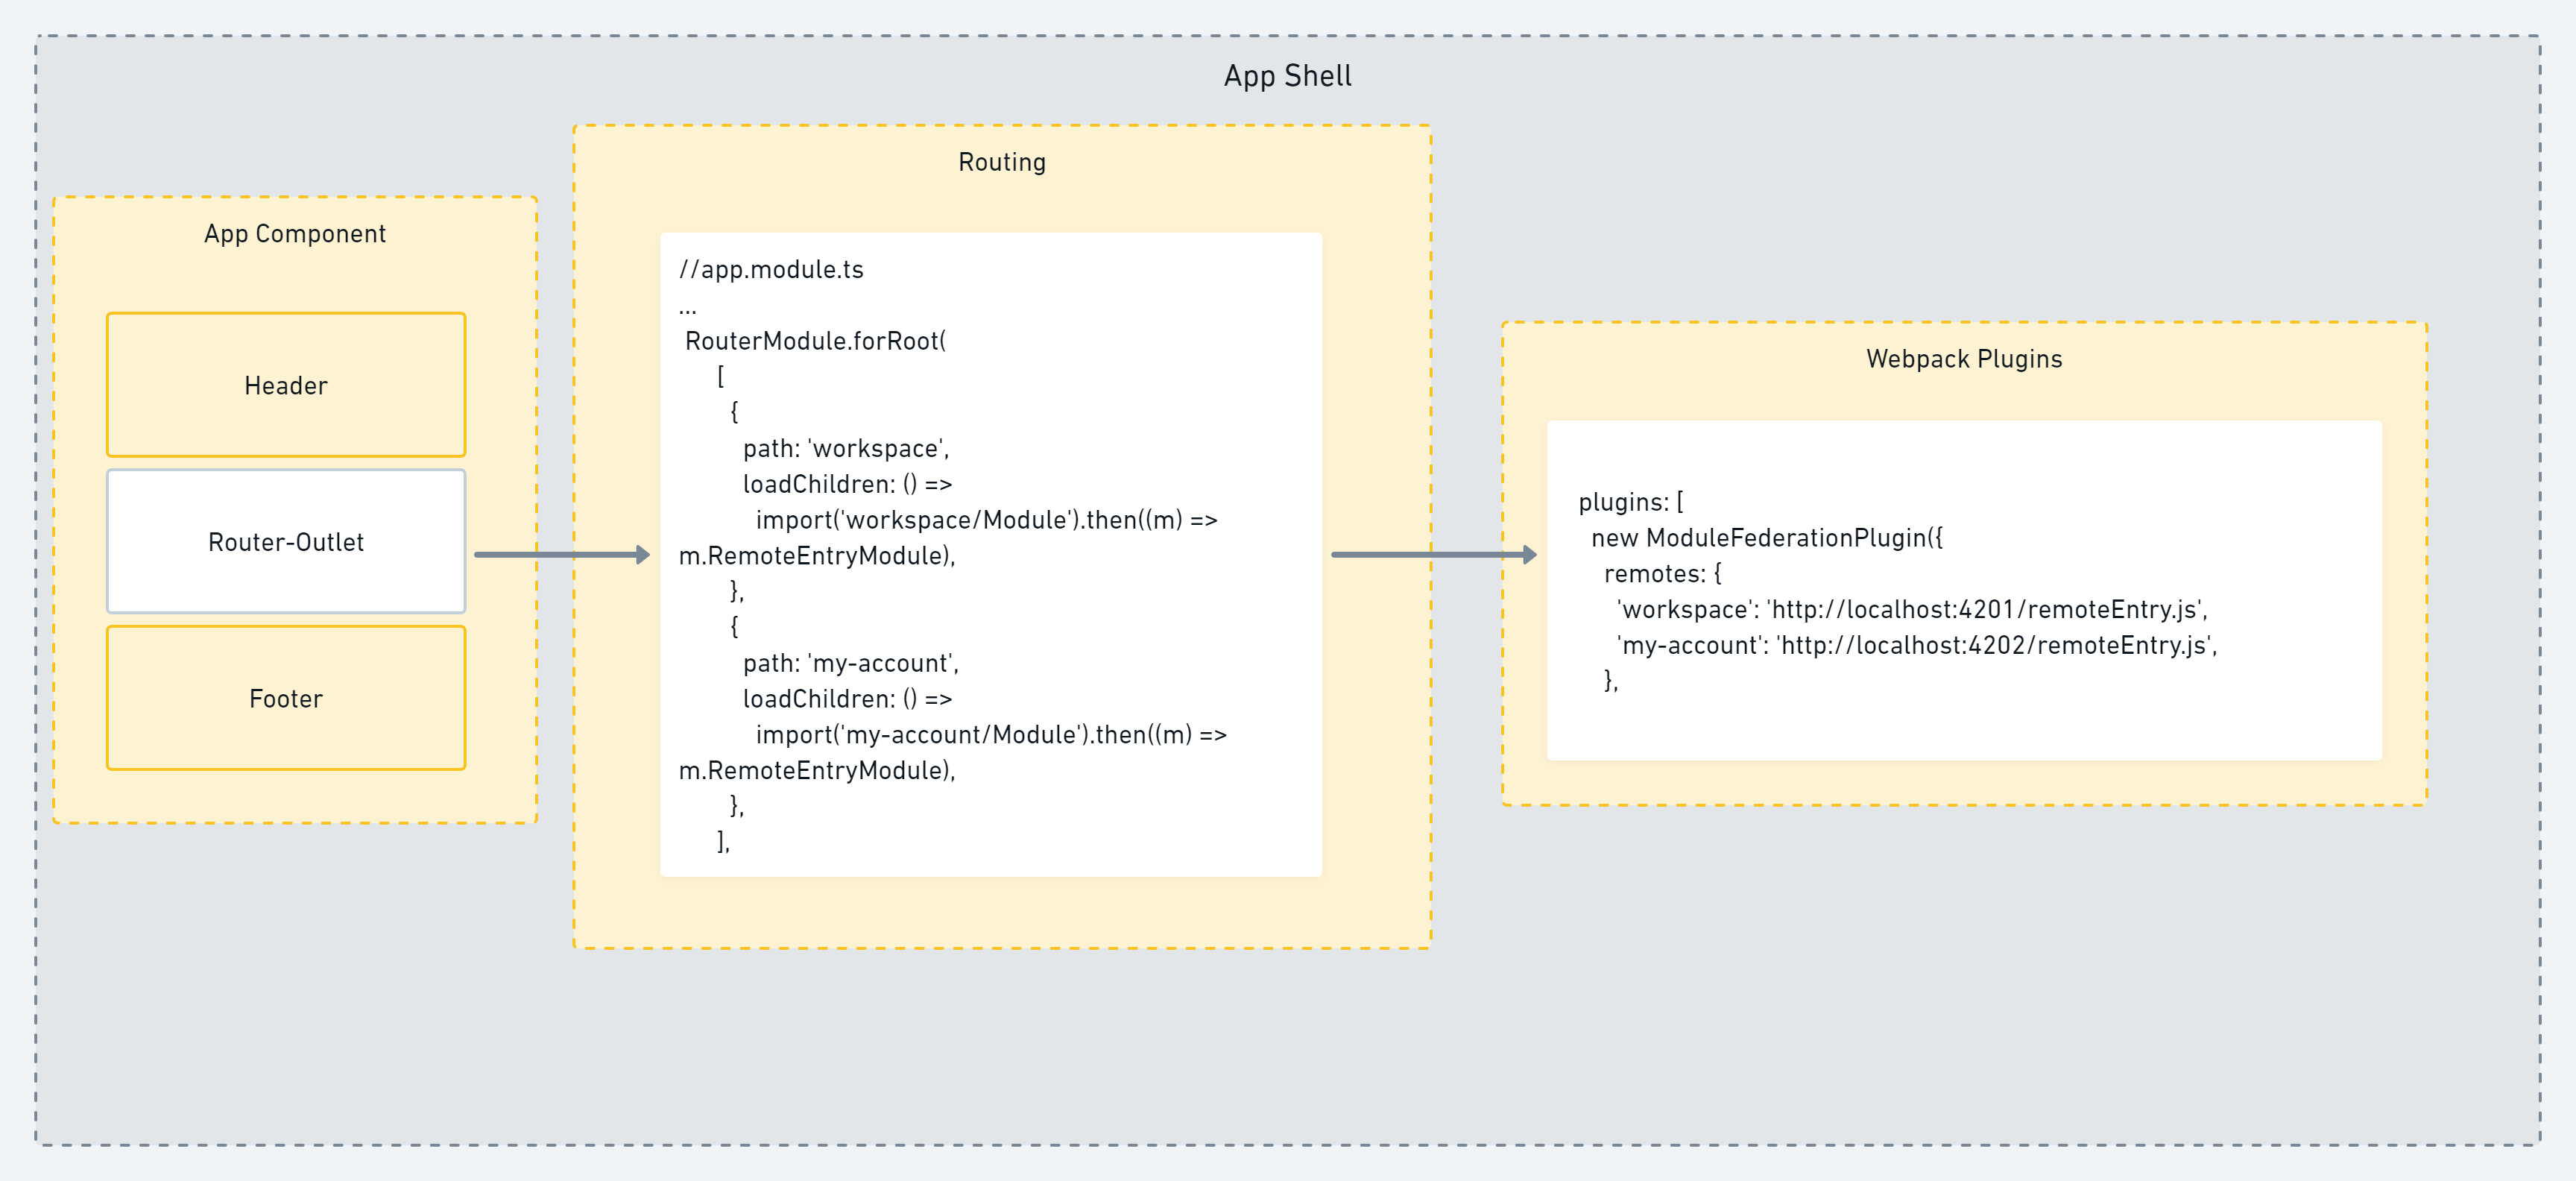 App Shell
App Component
Header
Router-Outlet
Footer
Routing
//app.module.ts
...
RouterModule.forRoot(
[
{
path: 'workspace',
loadChildren: () =>
import('workspace/Module').then((m) =>
m.RemoteEntryModule),
},
{
path: 'my-account',
loadChildren: () =>
import('my-account/Module').then((m) =>
m.RemoteEntryModule),
},
],
Webpack Plugins
plugins: [
new ModuleFederationPlugin({
remotes: {
'workspace': 'http://localhost:4201/remoteEntry.js',
'my-account': 'http://localhost:4202/remoteEntry.js',
},